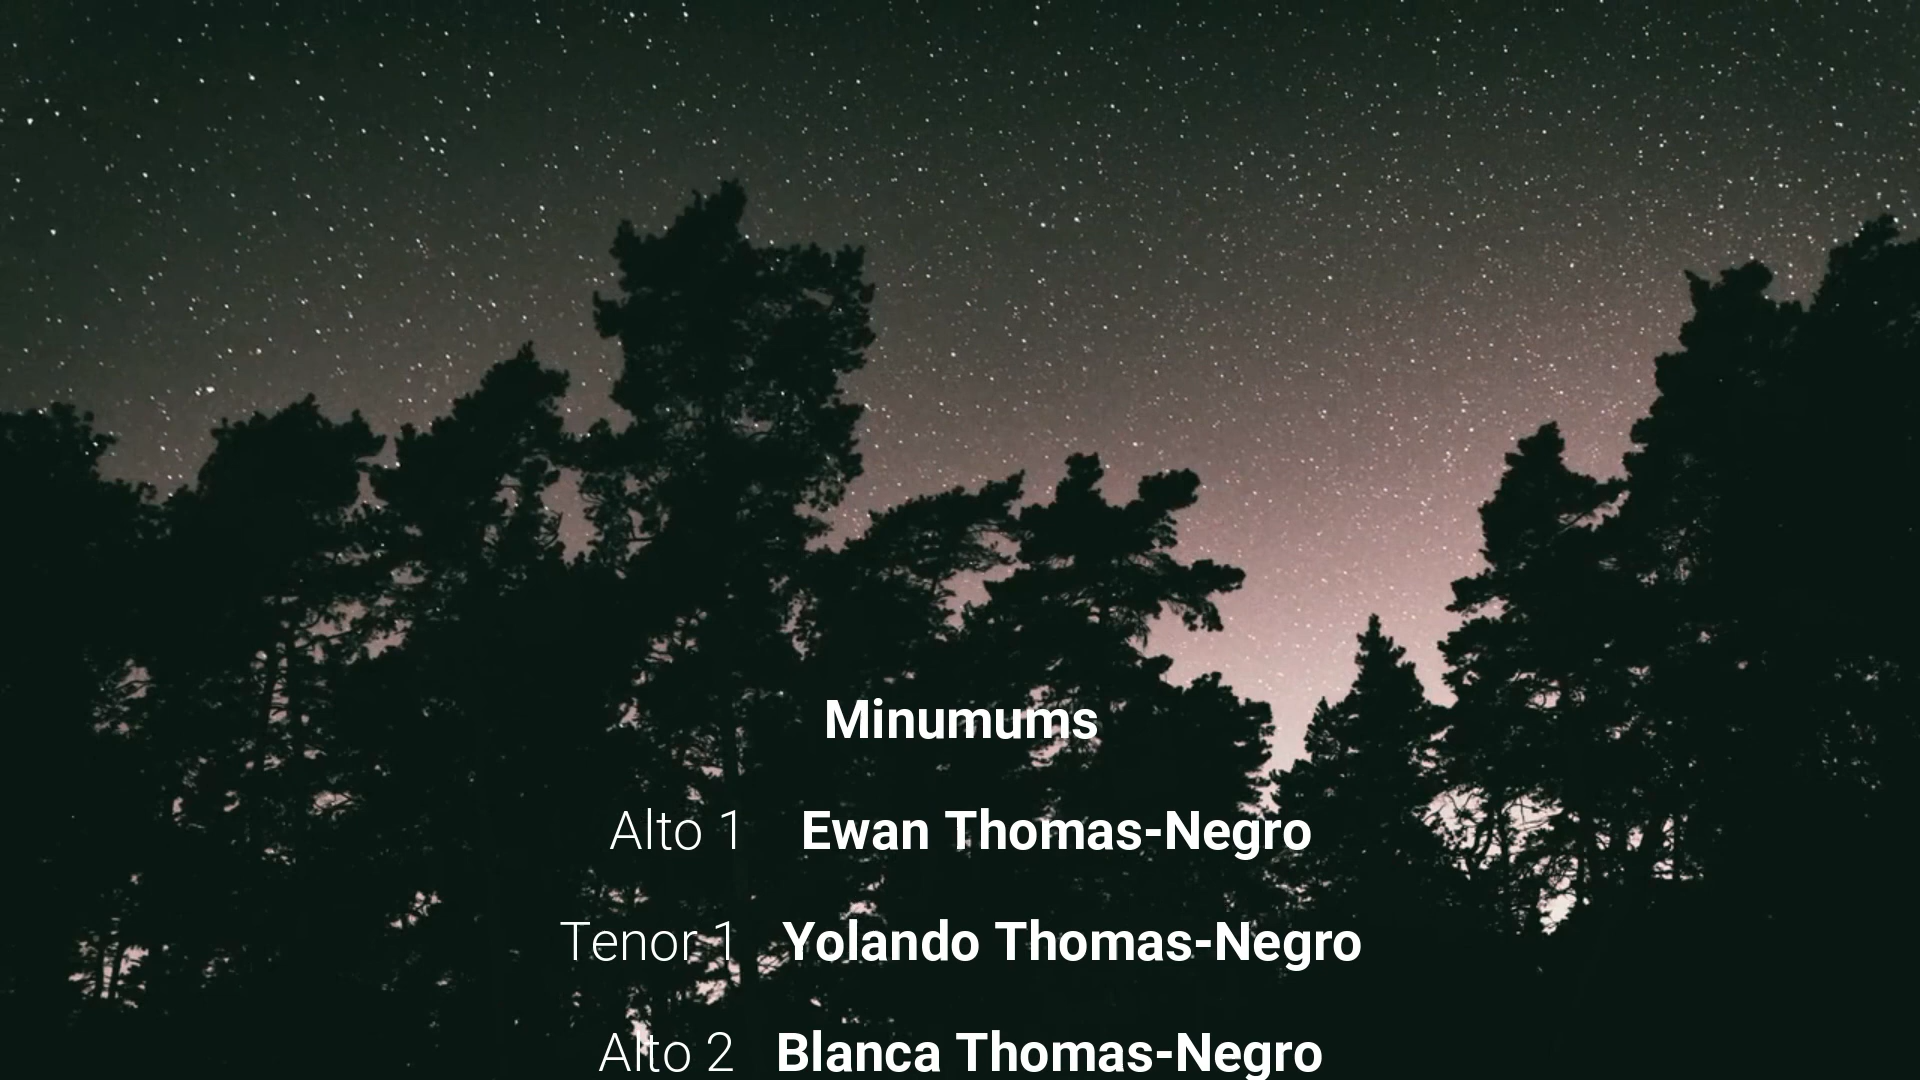 Minumums
Alto 1 Ewan Thomas-Negro
Tenor 1 Yolando Thomas-Negro
Alto 2 Blanca Thomas-Negro